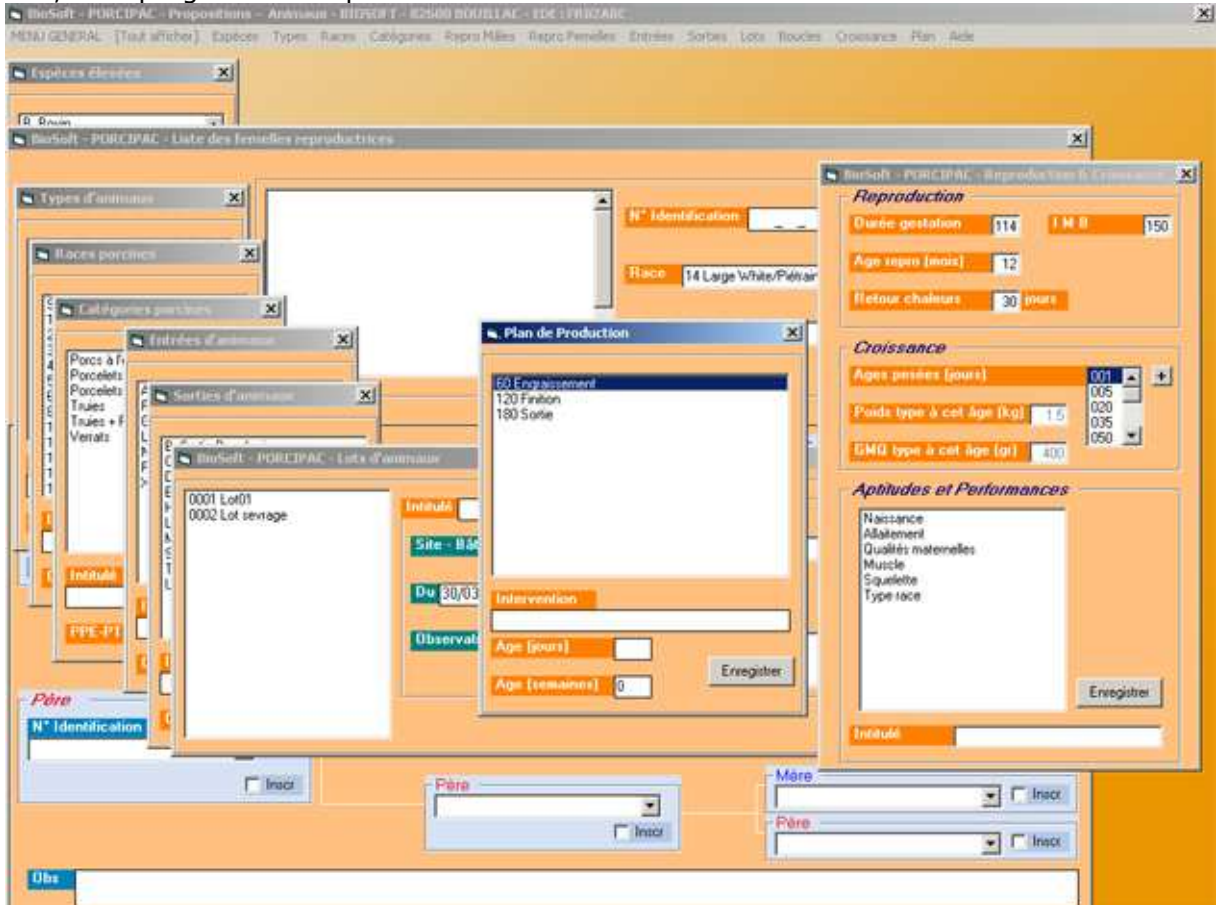 BioSoft - PORCIPAC - Propositions - Animaux - BIOSOFT - 82500 BOUILLAC - EDE : FR82ABC
MENU GENERAL [Tout afficher] Espèces Types Races Catégories Repro Mâles Repro Femelles Entrées Sorties Lots Boucles Croissance Plan Aide
Espèces élevées
B Bovin
BioSoft - PORCIPAC - Liste des femelles reproductrices
Types d'animaux
Races porcines
Catégories porcines
Porcs à l'
Porcelets
Porcelets
Truies
Truies +
Verrats
Intitulé
PPE-P1
Entrées d'animaux
Sorties d'animaux
BioSoft - PORCIPAC - Lots d'animaux
0001 Lot01
0002 Lot sevrage
Intitulé
Site - Bât
Du 30/03
Observat
N° Identification _ _
Race 14 Large White/Piétrain
Plan de Production
60 Engraissement
120 Finition
180 Sortie
Intervention
Age (jours)
Age (semaines) 0
Enregistrer
BioSoft - PORCIPAC - Reproduction & Croissance
Reproduction
Durée gestation 114 I M B 150
Age repro (mois) 12
Retour chaleurs 30 jours
Croissance
Ages pesées (jours) 001 +
005
020
035
050
Poids type à cet âge (kg) 1.5
GMQ type à cet âge (gr) 400
Aptitudes et Performances
Naissance
Allaitement
Qualités maternelles
Muscle
Squelette
Type race
Enregistrer
Intitulé
Père
N° Identification
Inscr
Père
Inscr
Mère
Inscr
Père
Inscr
Obs